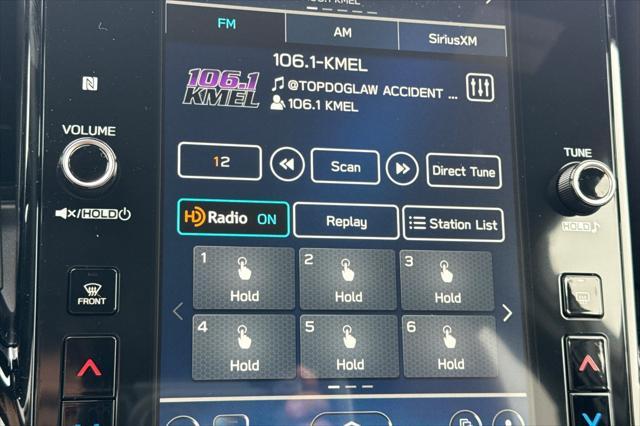 FM
AM
SiriusXM
106.1-KMEL
106.1
KMEL
@TOPDOGLAW ACCIDENT ...
106.1 KMEL
VOLUME
TUNE
12
Scan
Direct Tune
HOLD
HOLD
HD Radio ON
Replay
Station List
1
2
3
Hold
Hold
Hold
FRONT
4
5
6
Hold
Hold
Hold